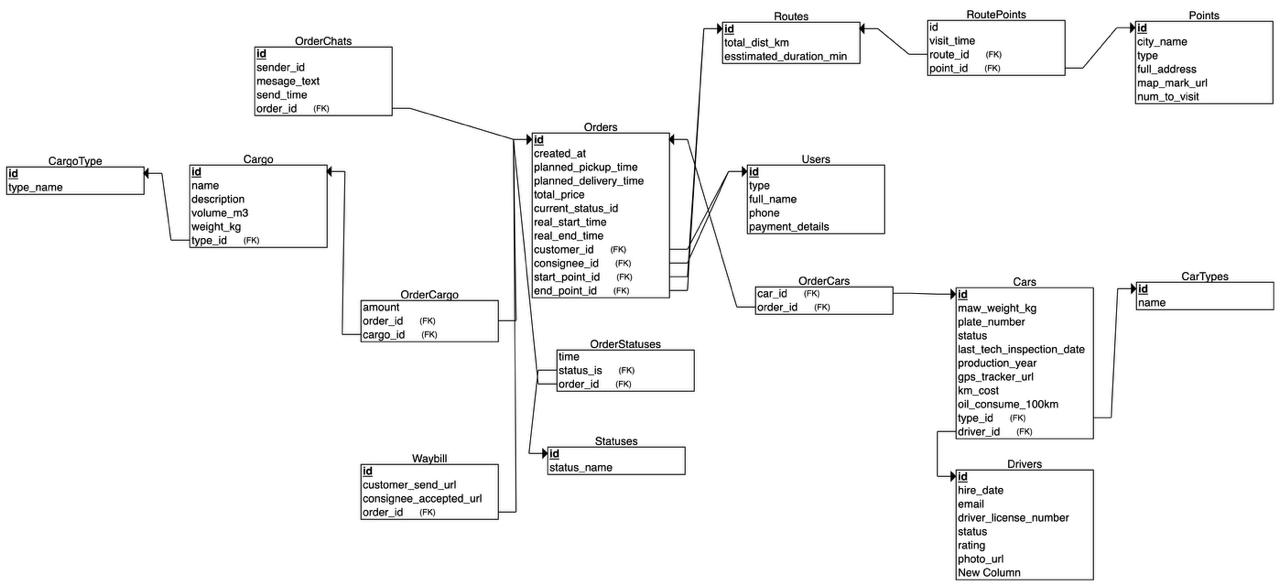 OrderChats
id
sender_id
mesage_text
send_time
order_id (FK)
Routes
id
total_dist_km
esstimated_duration_min
RoutePoints
id
visit_time
route_id (FK)
point_id (FK)
Points
id
city_name
type
full_address
map_mark_url
num_to_visit
CargoType
id
type_name
Cargo
id
name
description
volume_m3
weight_kg
type_id (FK)
Orders
id
created_at
planned_pickup_time
planned_delivery_time
total_price
current_status_id
real_start_time
real_end_time
customer_id (FK)
consignee_id (FK)
start_point_id (FK)
end_point_id (FK)
Users
id
type
full_name
phone
payment_details
OrderCargo
amount
order_id (FK)
cargo_id (FK)
OrderCars
car_id (FK)
order_id (FK)
Cars
id
maw_weight_kg
plate_number
status
last_tech_inspection_date
production_year
gps_tracker_url
km_cost
oil_consume_100km
type_id (FK)
driver_id (FK)
CarTypes
id
name
OrderStatuses
time
status_is (FK)
order_id (FK)
Statuses
id
status_name
Waybill
id
customer_send_url
consignee_accepted_url
order_id (FK)
Drivers
id
hire_date
email
driver_license_number
status
rating
photo_url
New Column